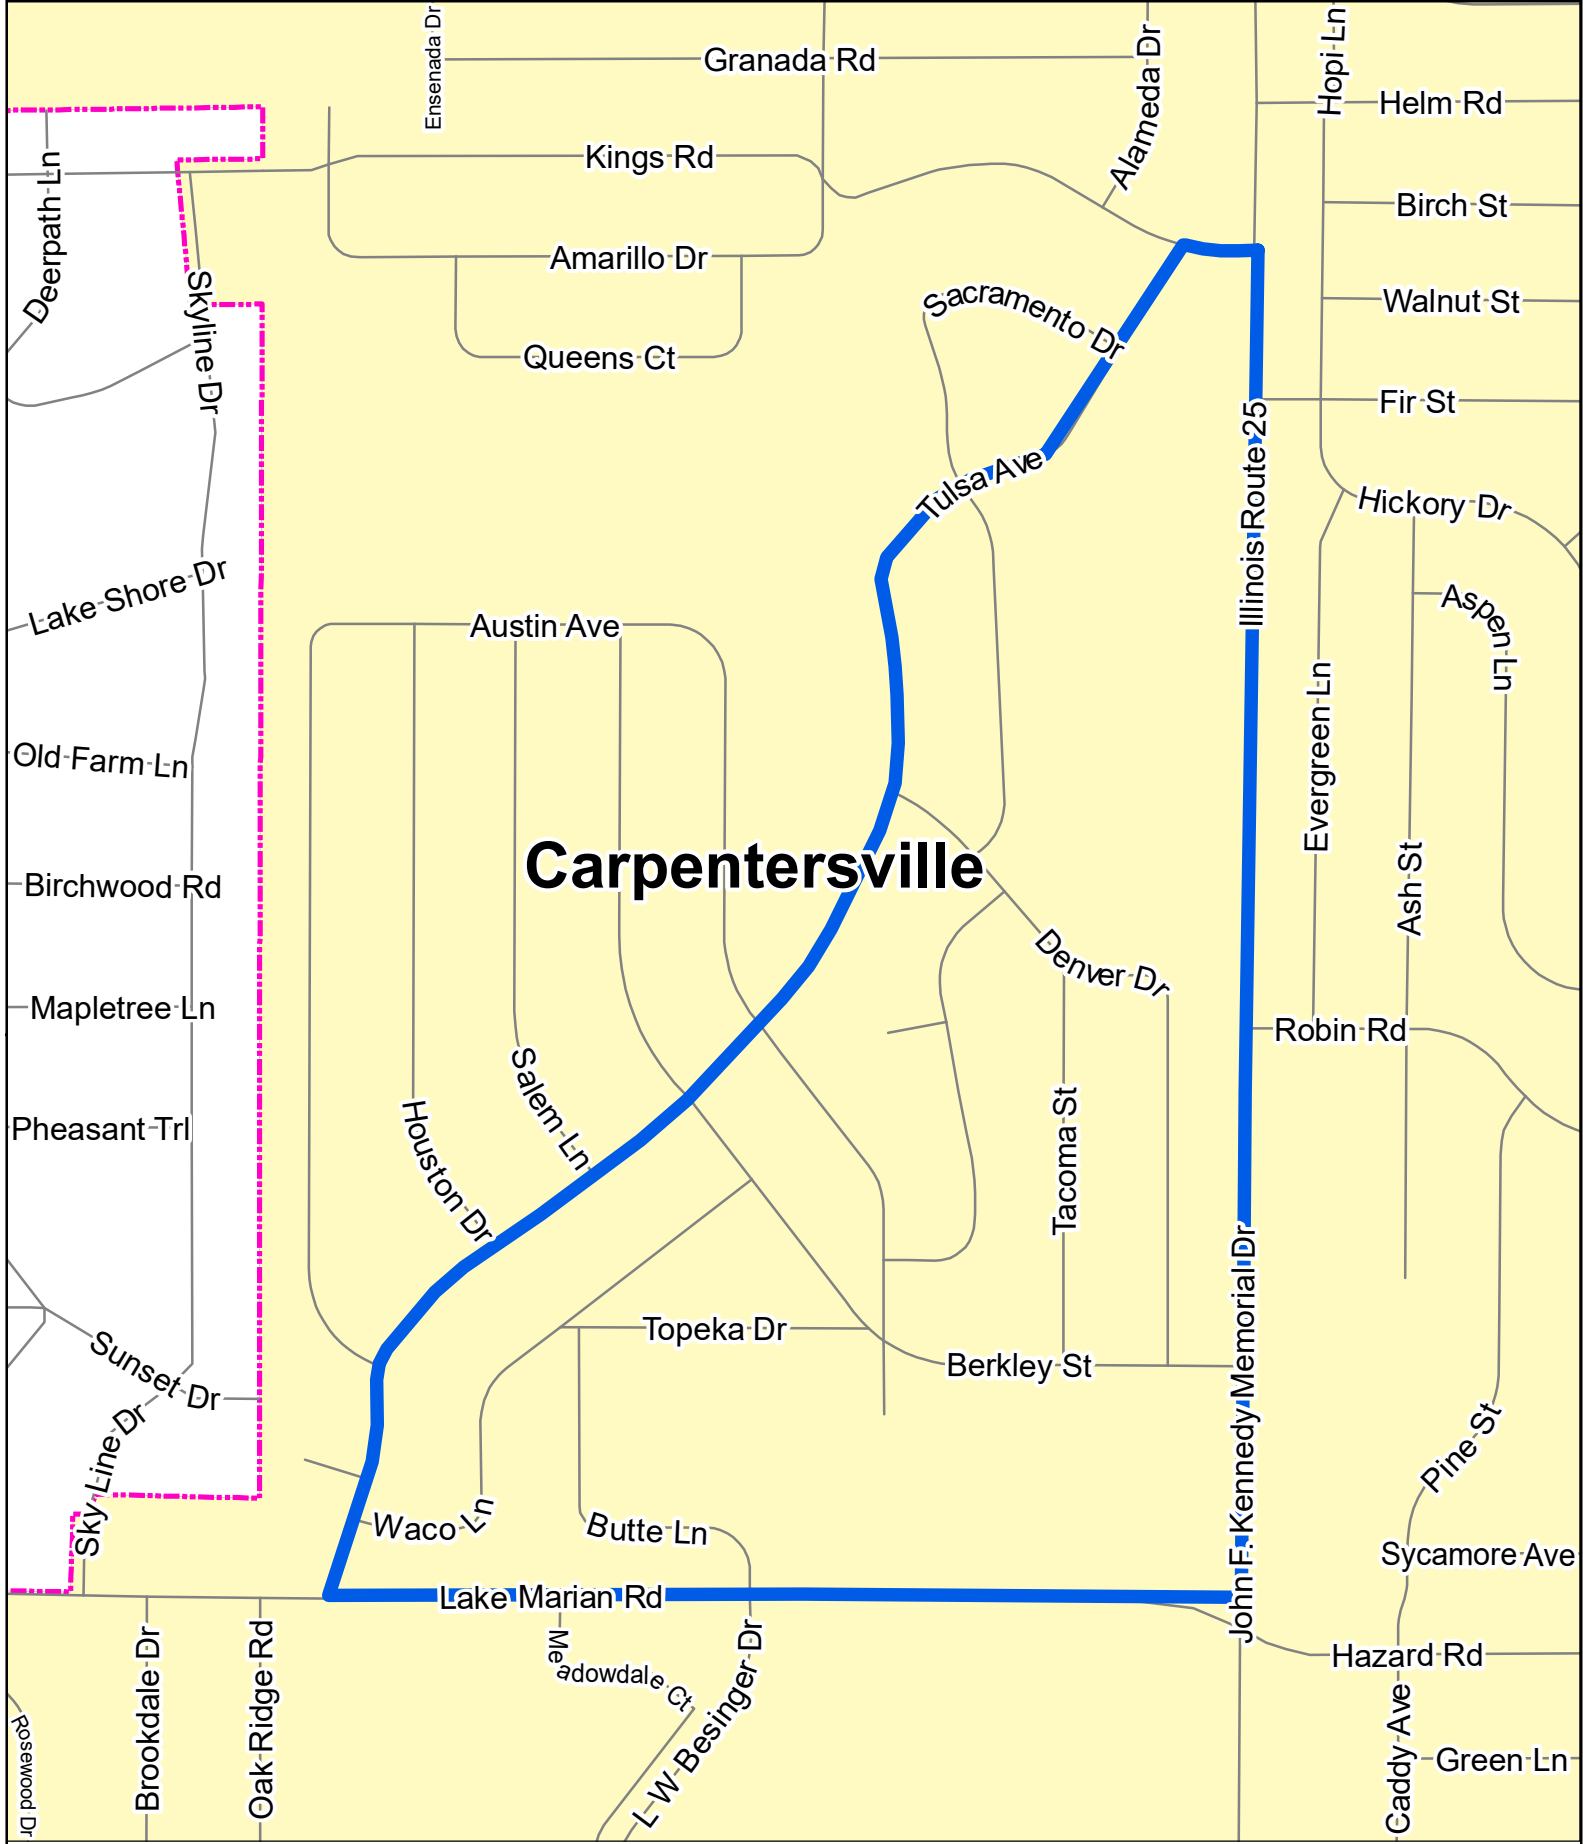 Ensenada Dr
Granada Rd
Alameda Dr
Hopi Ln
Helm Rd
Kings Rd
Deerpath Ln
Birch St
Amarillo Dr
Skyline Dr
Sacramento Dr
Walnut St
Queens Ct
Fir St
Illinois Route 25
Tulsa Ave
Hickory Dr
Lake Shore Dr
Austin Ave
Aspen Ln
Old Farm Ln
Evergreen Ln
Carpentersville
Birchwood Rd
Ash St
Denver Dr
Mapletree Ln
Robin Rd
Salem Ln
Pheasant Trl
Houston Dr
Tacoma St
Topeka Dr
Sunset Dr
Berkley St
John F. Kennedy Memorial Dr
Sky Line Dr
Pine St
Waco Ln
Butte Ln
Sycamore Ave
Lake Marian Rd
Meadowdale Ct
Hazard Rd
Brookdale Dr
Oak Ridge Rd
L W Besinger Dr
Rosewood Dr
Caddy Ave
Green Ln